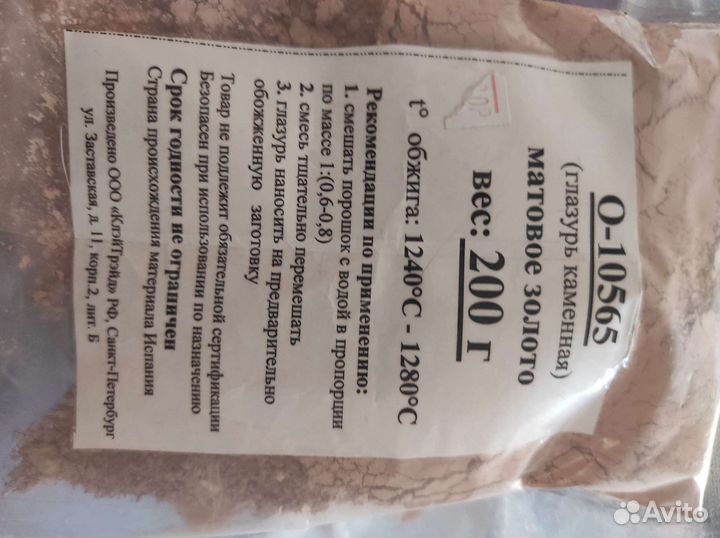 О-10565
(глазурь каменная)
матовое золото
вес: 200 г
t° обжига: 1240°С - 1280°С
Рекомендации по применению:
1. смешать порошок с водой в пропорции
по массе 1:(0,6-0,8)
2. смесь тщательно перемешать
3. глазурь наносить на предварительно
обожженную заготовку
Товар не подлежит обязательной сертификации
Безопасен при использовании по назначению
Срок годности не ограничен
Страна происхождения материала Испания
Произведено ООО «КлэйТрэйд» РФ, Санкт-Петербург
ул. Заставская, д. 11, корп.2, лит. Б
Avito